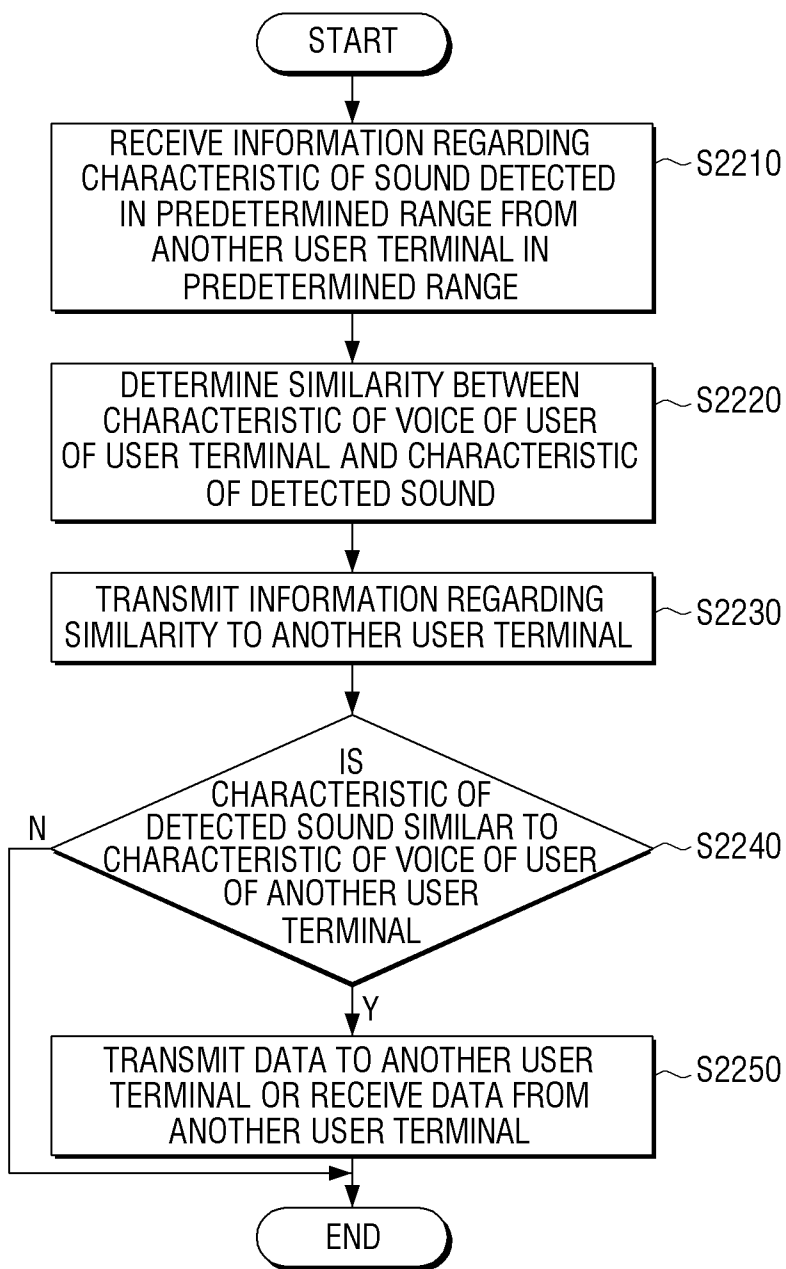 START
RECEIVE INFORMATION REGARDING
CHARACTERISTIC OF SOUND DETECTED
IN PREDETERMINED RANGE FROM
ANOTHER USER TERMINAL IN
PREDETERMINED RANGE
S2210
DETERMINE SIMILARITY BETWEEN
CHARACTERISTIC OF VOICE OF USER
OF USER TERMINAL AND CHARACTERISTIC
OF DETECTED SOUND
S2220
TRANSMIT INFORMATION REGARDING
SIMILARITY TO ANOTHER USER TERMINAL
S2230
IS
CHARACTERISTIC OF
DETECTED SOUND SIMILAR TO
CHARACTERISTIC OF VOICE OF USER
OF ANOTHER USER
TERMINAL
S2240
N
Y
TRANSMIT DATA TO ANOTHER USER
TERMINAL OR RECEIVE DATA FROM
ANOTHER USER TERMINAL
S2250
END